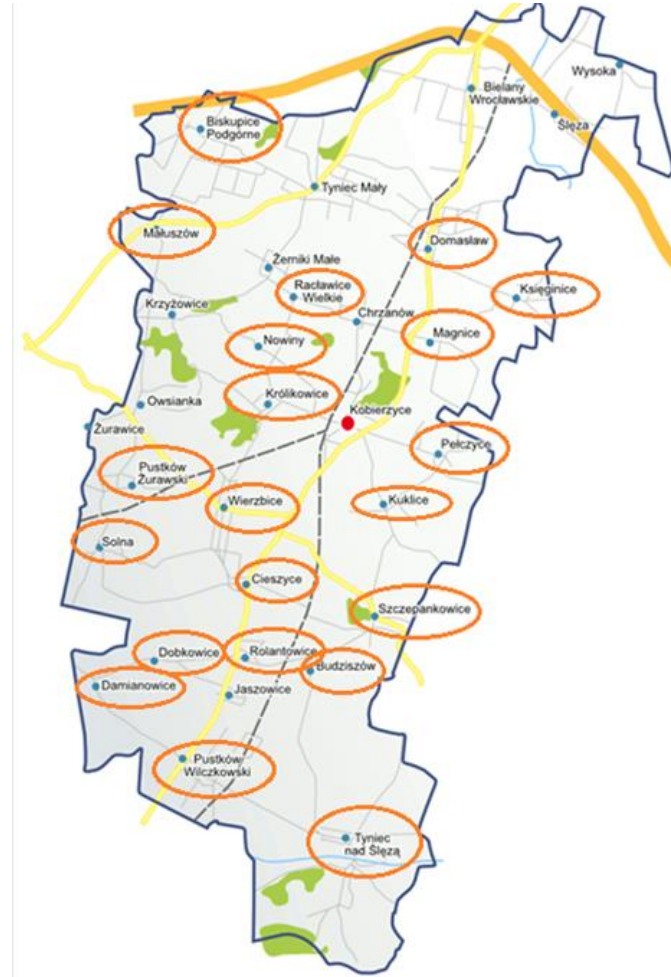 Wysoka
Bielany
Wrocławskie
Ślęza
Biskupice
Podgórne
Tyniec Mały
Małuszów
Domasław
Żerniki Małe
Racławice
Wielkie
Księginice
Krzyżowice
Chrzanów
Magnice
Nowiny
Królikowice
Owsianka
Kobierzyce
Żurawice
Pełczyce
Pustków
Żurawski
Wierzbice
Kuklice
Solna
Cieszyce
Szczepankowice
Dobkowice
Rolantowice
Budziszów
Damianowice
Jaszowice
Pustków
Wilczkowski
Tyniec
nad Ślęzą